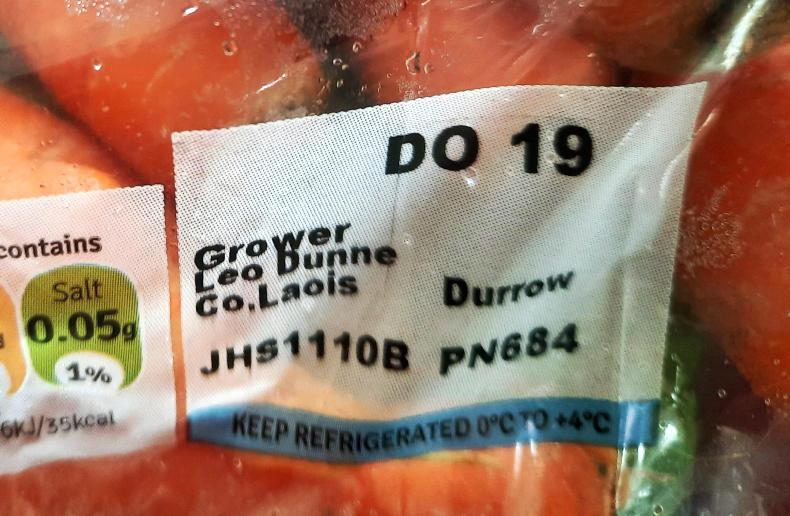 contains
Salt
0.05g
1%
6kJ/35kcal
DO 19
Grower
Leo Dunne
Co.Laois
Durrow
JHS1110B PN684
KEEP REFRIGERATED 0°C TO +4°C